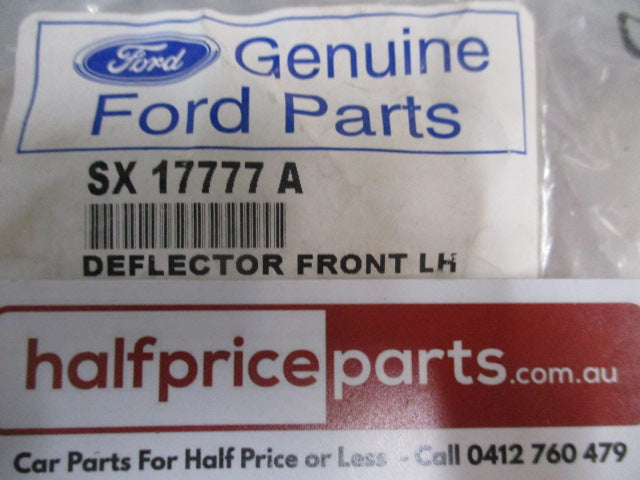 Ford Genuine
Ford Parts
SX 17777 A
DEFLECTOR FRONT LH
halfpriceparts.com.au
Car Parts For Half Price or Less - Call 0412 760 479